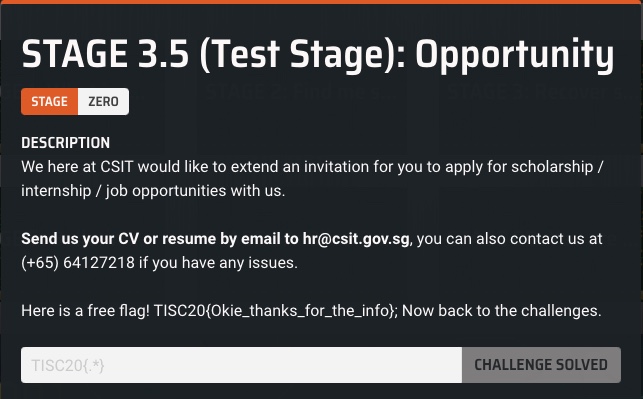 STAGE 3.5 (Test Stage): Opportunity
STAGE ZERO
DESCRIPTION
We here at CSIT would like to extend an invitation for you to apply for scholarship /
internship / job opportunities with us.
Send us your CV or resume by email to hr@csit.gov.sg, you can also contact us at
(+65) 64127218 if you have any issues.
Here is a free flag! TISC20{Okie_thanks_for_the_info}; Now back to the challenges.
TISC20{.*} CHALLENGE SOLVED